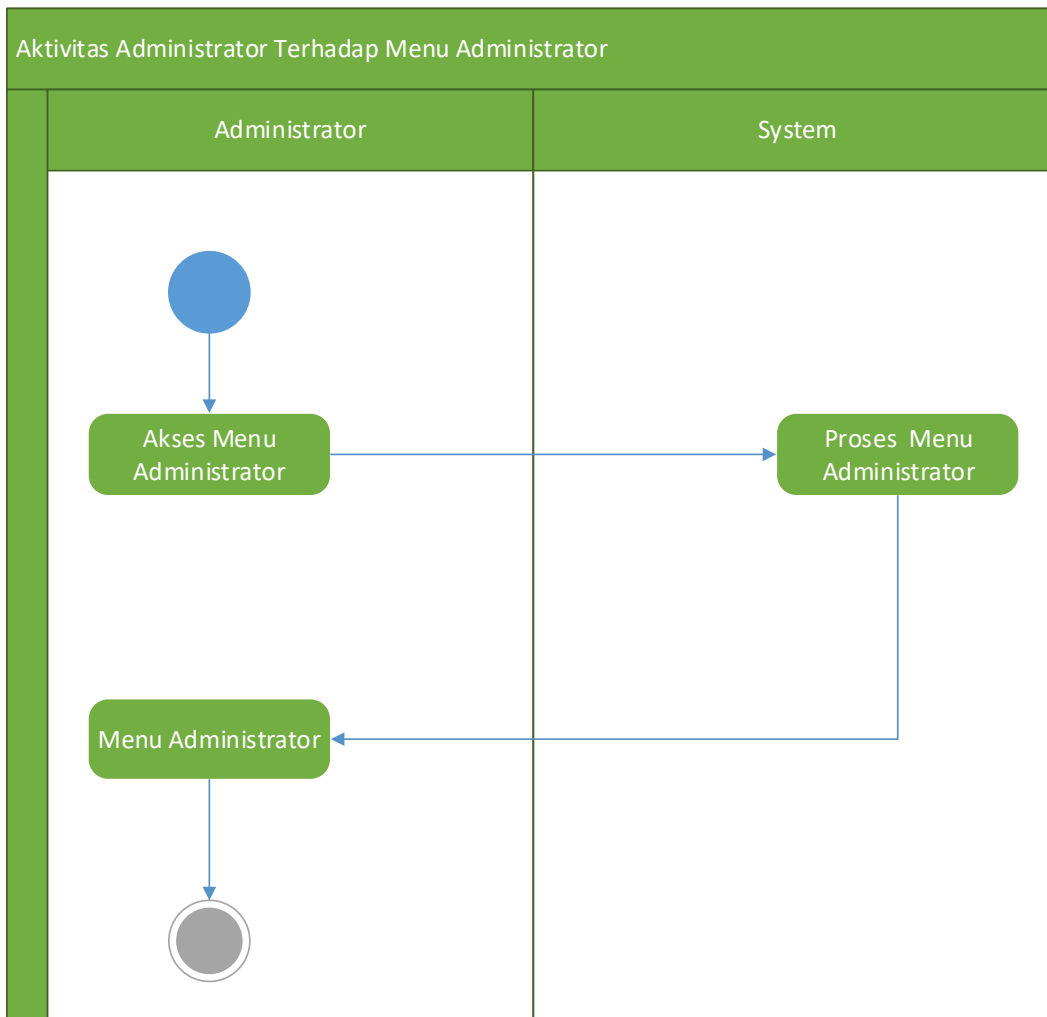 Aktivitas Administrator Terhadap Menu Administrator
Administrator
System
Akses Menu
Administrator
Proses  Menu
Administrator
Menu Administrator